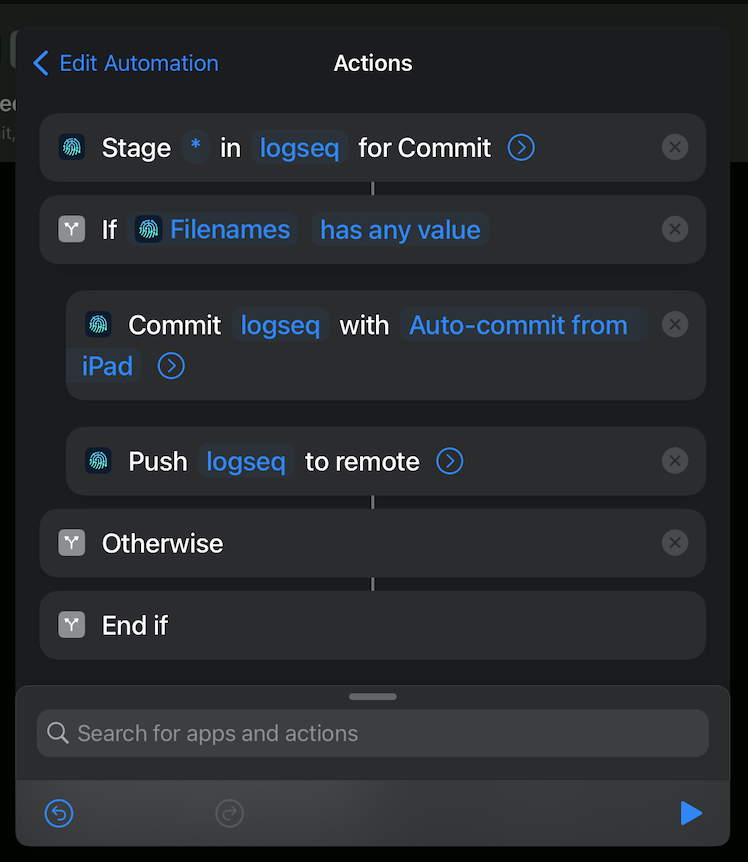 Edit Automation
Actions
Stage * in logseq for Commit
If Filenames has any value
Commit logseq with Auto-commit from
iPad
Push logseq to remote
Otherwise
End if
Search for apps and actions